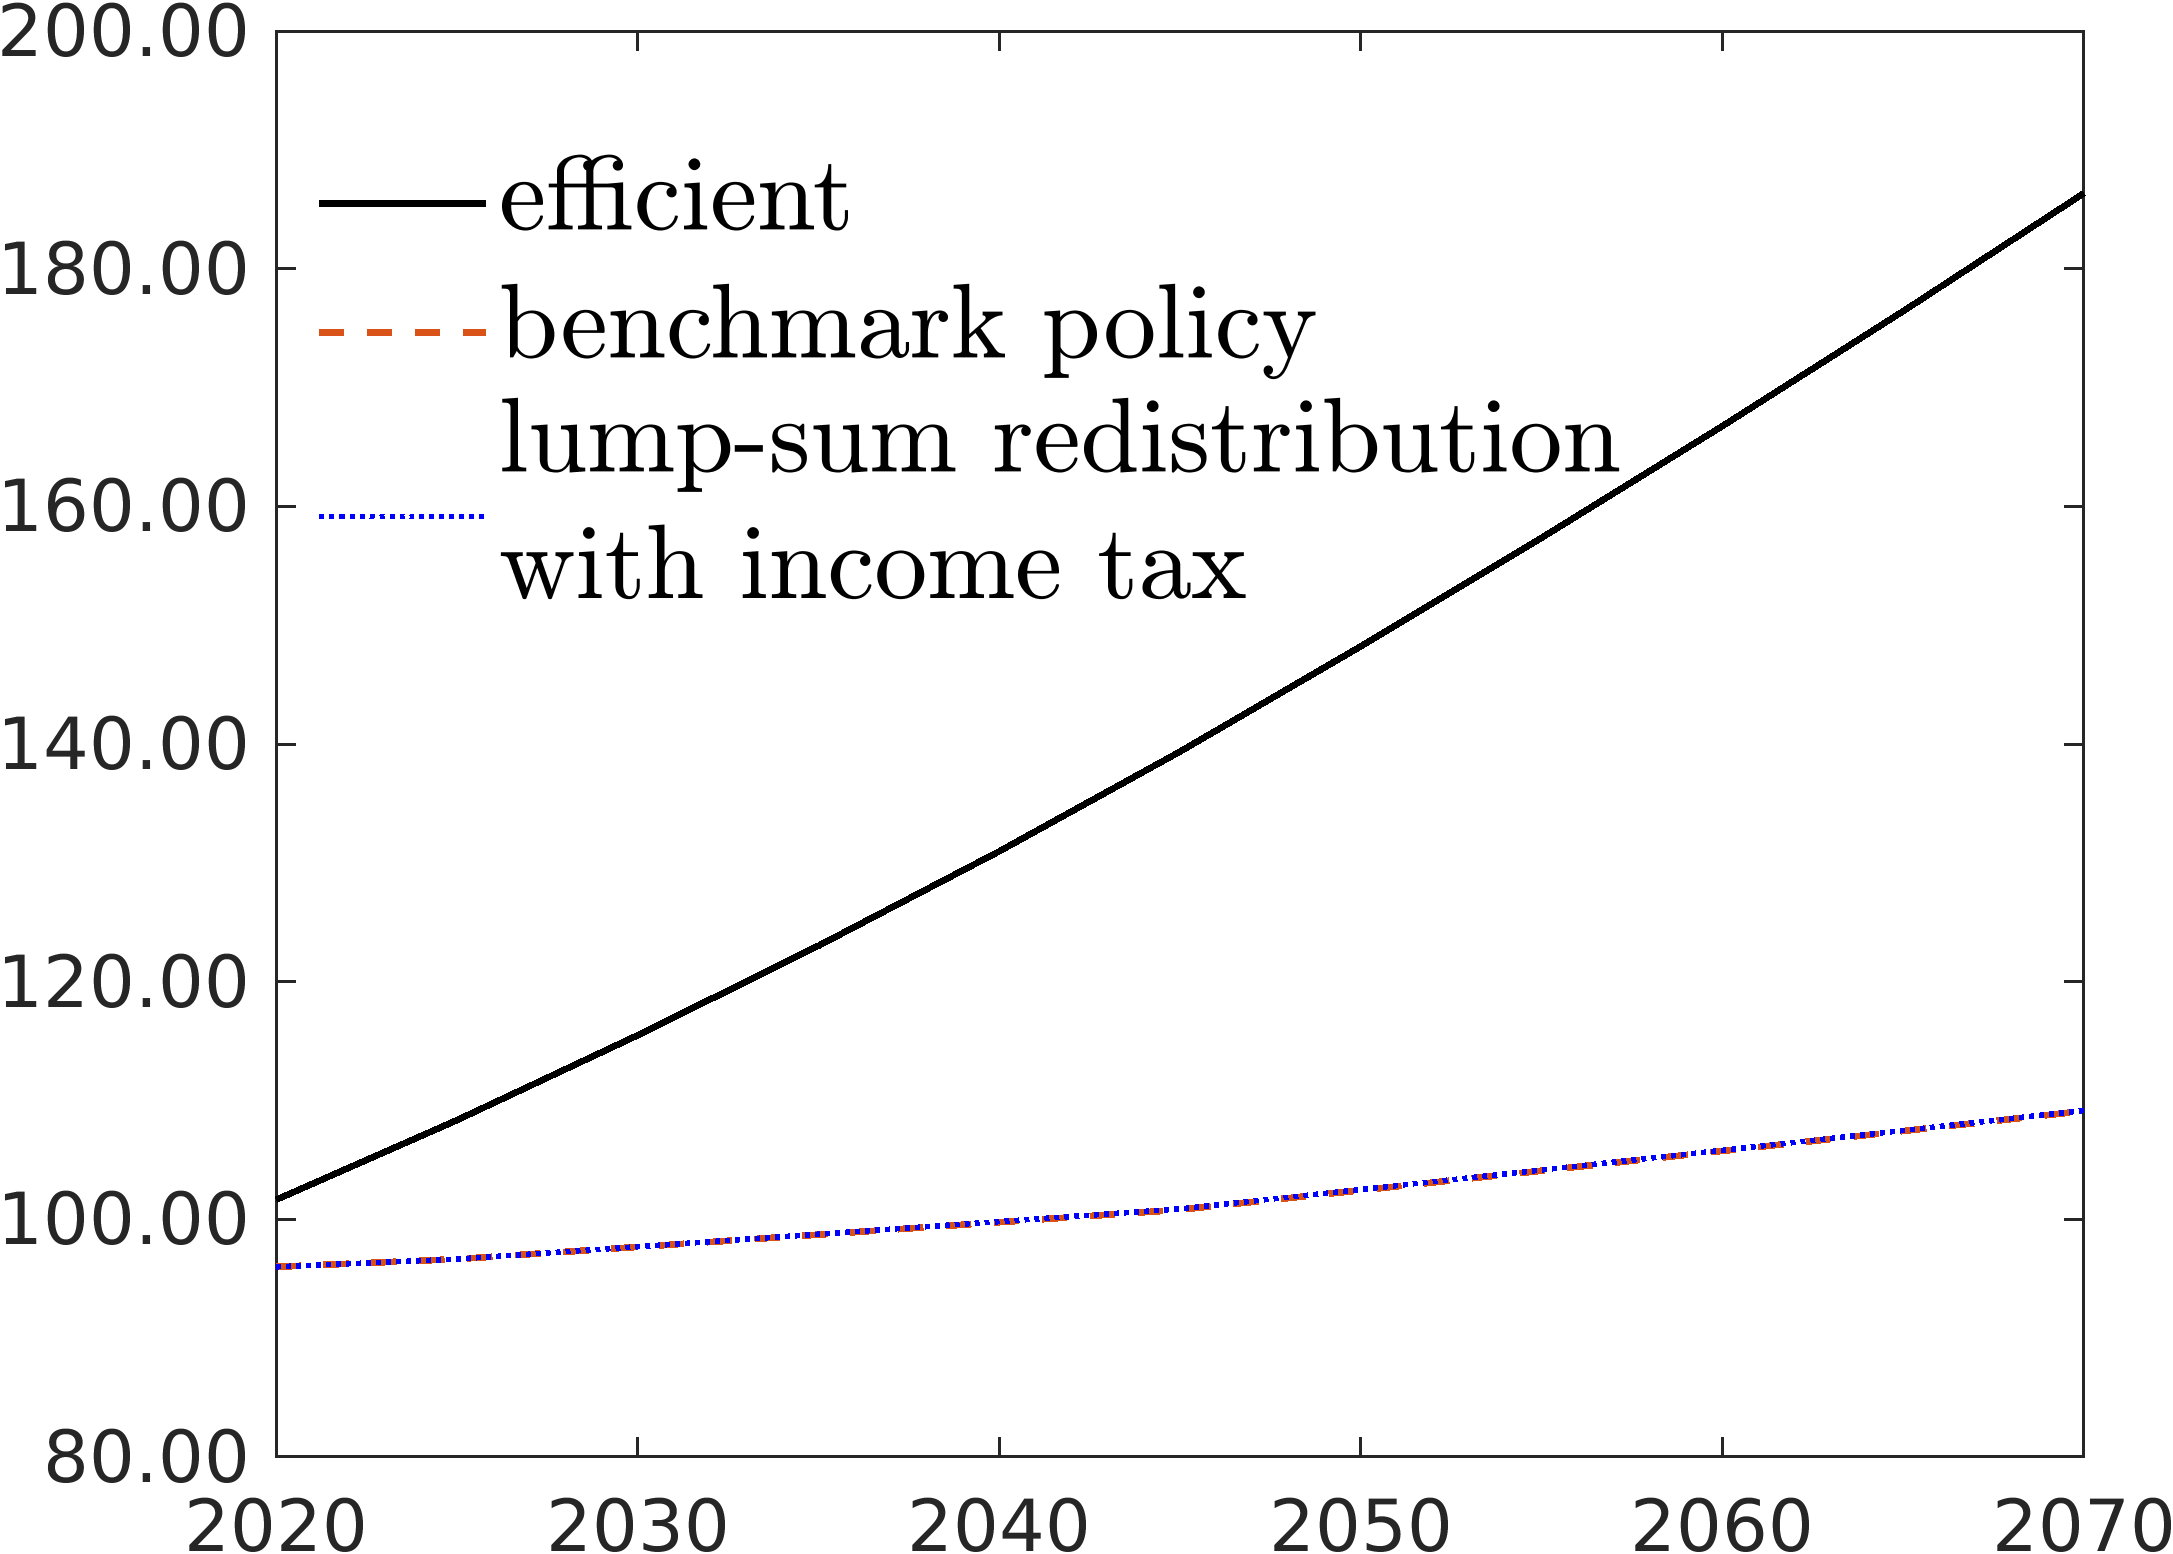 200.00
180.00
160.00
140.00
120.00
100.00
80.00
efficient
benchmark policy
lump-sum redistribution
with income tax
2020 2030 2040 2050 2060 2070